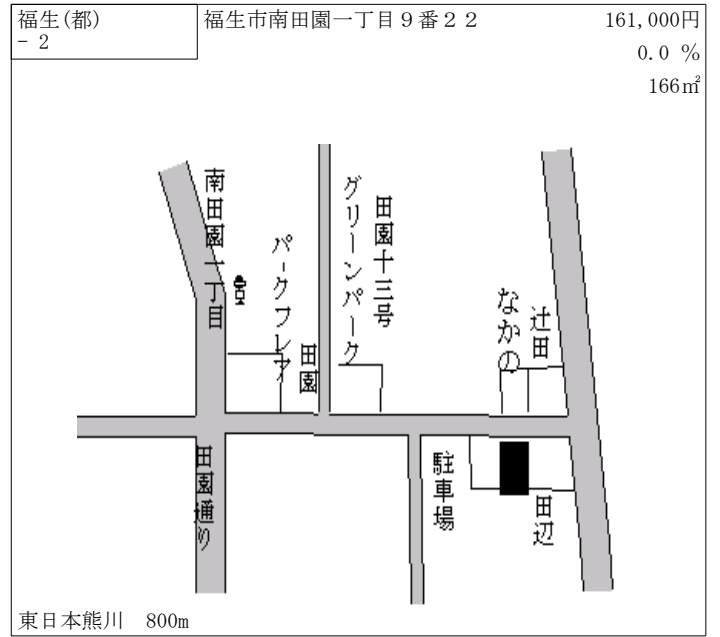 福生(都)
- 2
福生市南田園一丁目９番２２
161,000円
0.0 %
166㎡
南田園一丁目
パークフレア
田園
グリーンパーク
田園十三号
なかの
辻田
田園通り
駐車場
田辺
東日本熊川 800m